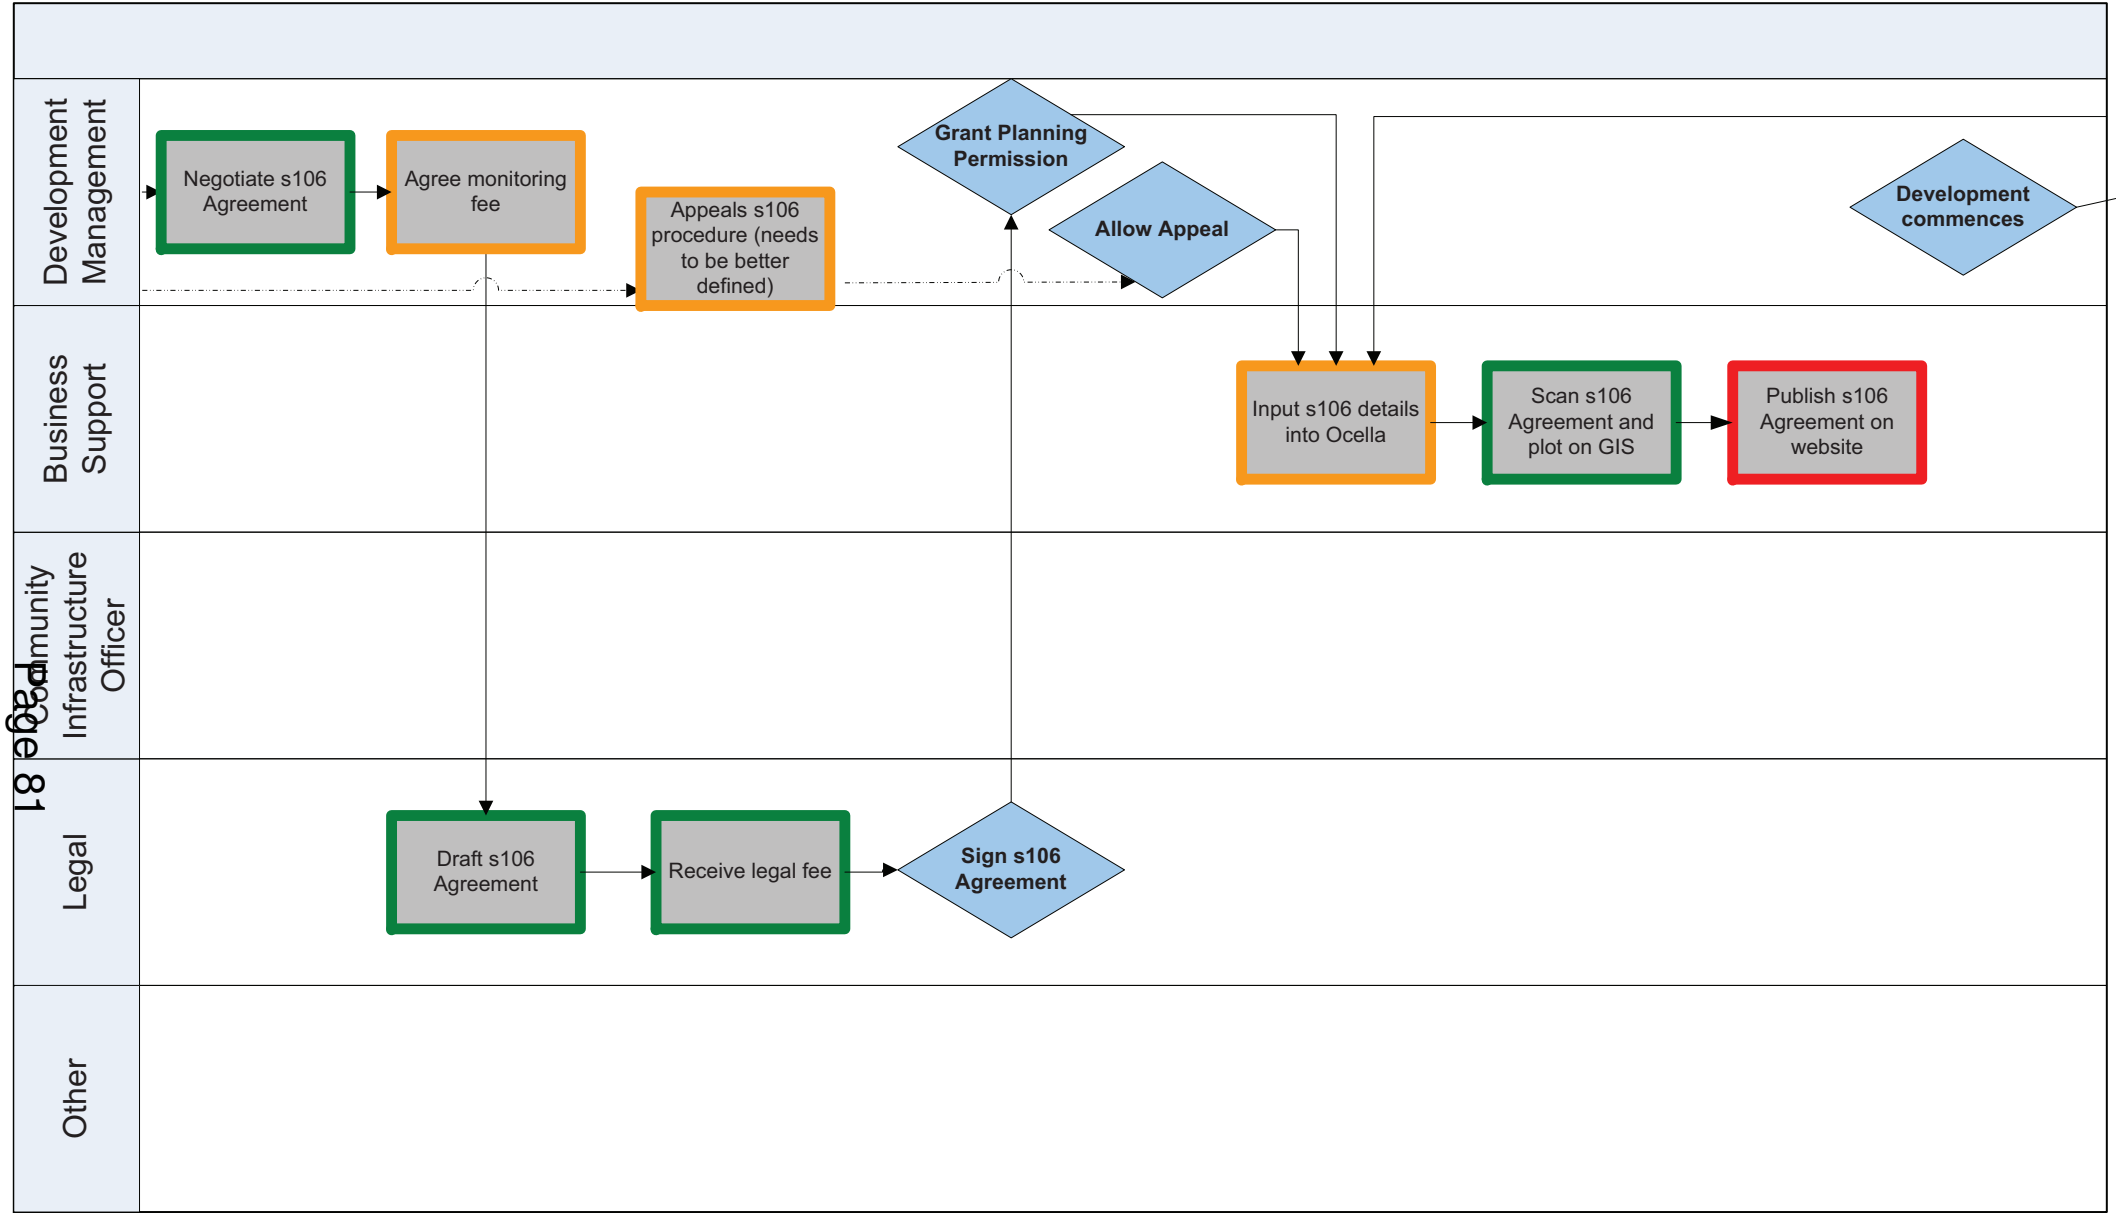 Development
Management
Negotiate s106
Agreement
Agree monitoring
fee
Appeals s106
procedure (needs
to be better
defined)
Grant Planning
Permission
Allow Appeal
Development
commences
Business
Support
Input s106 details
into Ocella
Scan s106
Agreement and
plot on GIS
Publish s106
Agreement on
website
Community
Infrastructure
Officer
Page 81
Legal
Draft s106
Agreement
Receive legal fee
Sign s106
Agreement
Other